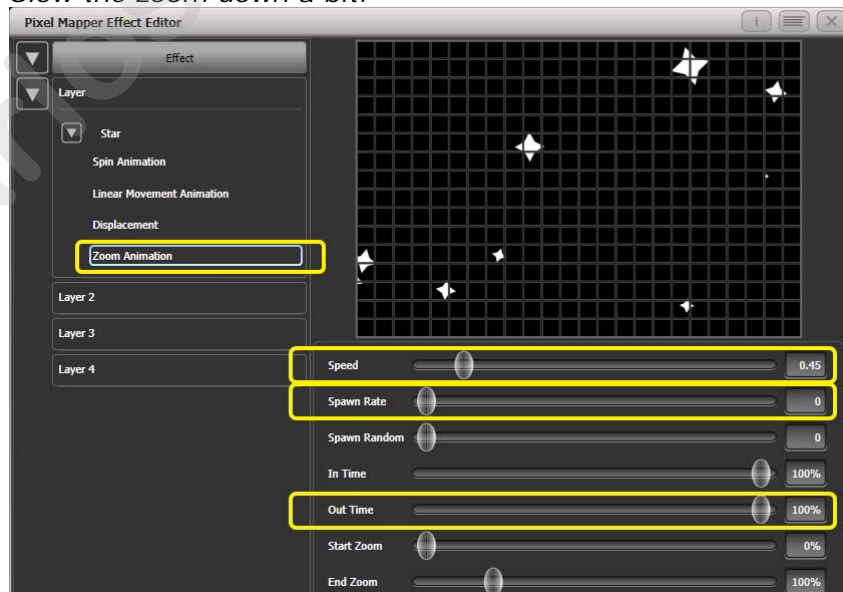 Slow the zoom down a bit.
Pixel Mapper Effect Editor
i
Effect
Layer
Star
Spin Animation
Linear Movement Animation
Displacement
Zoom Animation
Layer 2
Layer 3
Layer 4
Speed 0.45
Spawn Rate 0
Spawn Random 0
In Time 100%
Out Time 100%
Start Zoom 0%
End Zoom 100%